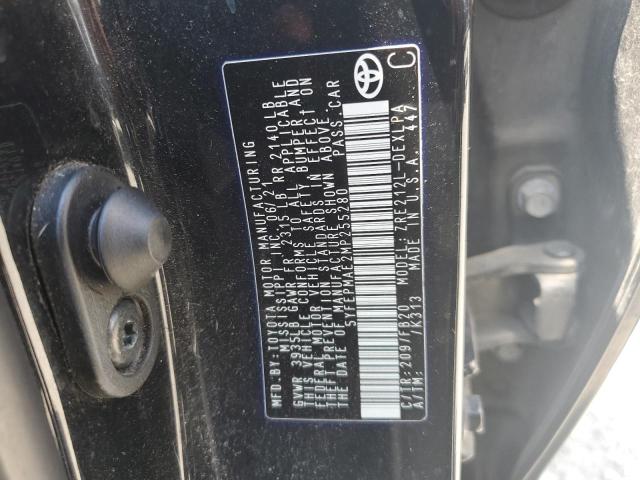 MFD.BY:TOYOTA MOTOR MANUFACTURING
MISSISSIPPI INC. 06/21
GVWR 3935LB GAWR FR 2315LB RR 2140LB
THIS VEHICLE CONFORMS TO ALL APPLICABLE
FEDERAL MOTOR VEHICLE SAFETY BUMPER AND
THEFT PREVENTION STANDARDS IN EFFECT ON
THE DATE OF MANUFACTURE SHOWN ABOVE.
5YFEPMAE2MP255280 PASS.CAR
C/TR:209/FB20 MODEL:ZRE212L-DEXLPA
A/TM: /K313 MADE IN U.S.A. 447
C